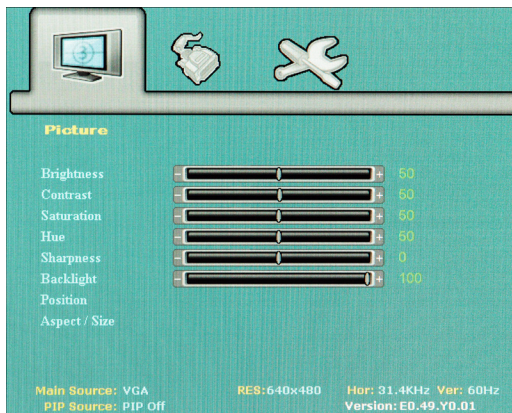 Picture
Brightness - + 50
Contrast - + 50
Saturation - + 50
Hue - + 50
Sharpness - + 0
Backlight - + 100
Position
Aspect / Size
Main Source: VGA RES:640x480 Hor: 31.4KHz Ver: 60Hz
PIP Source: PIP Off Version: E0.49.Y0.01